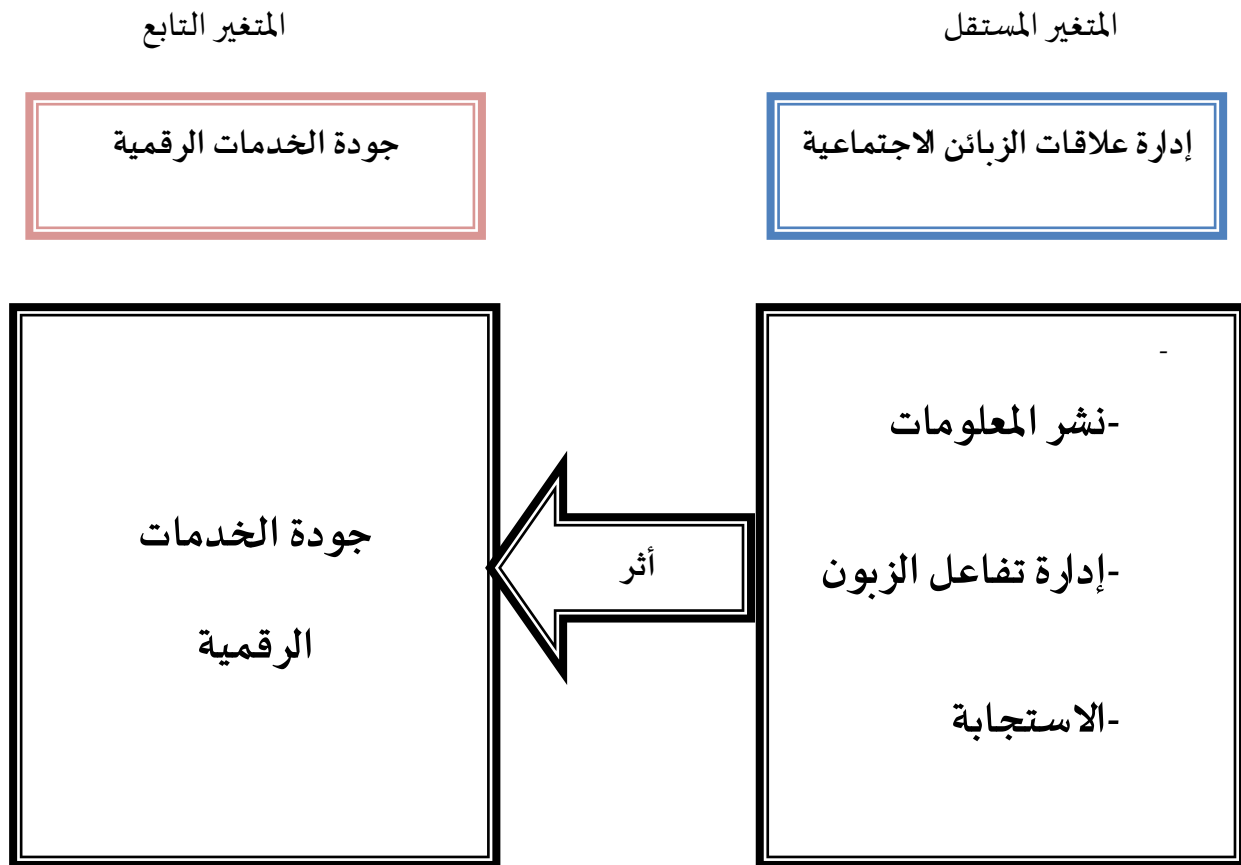 المتغير المستقل
المتغير التابع
إدارة علاقات الزبائن الاجتماعية
جودة الخدمات الرقمية
-
-نشر المعلومات
-إدارة تفاعل الزبون
-الاستجابة
أثر
جودة الخدمات
الرقمية